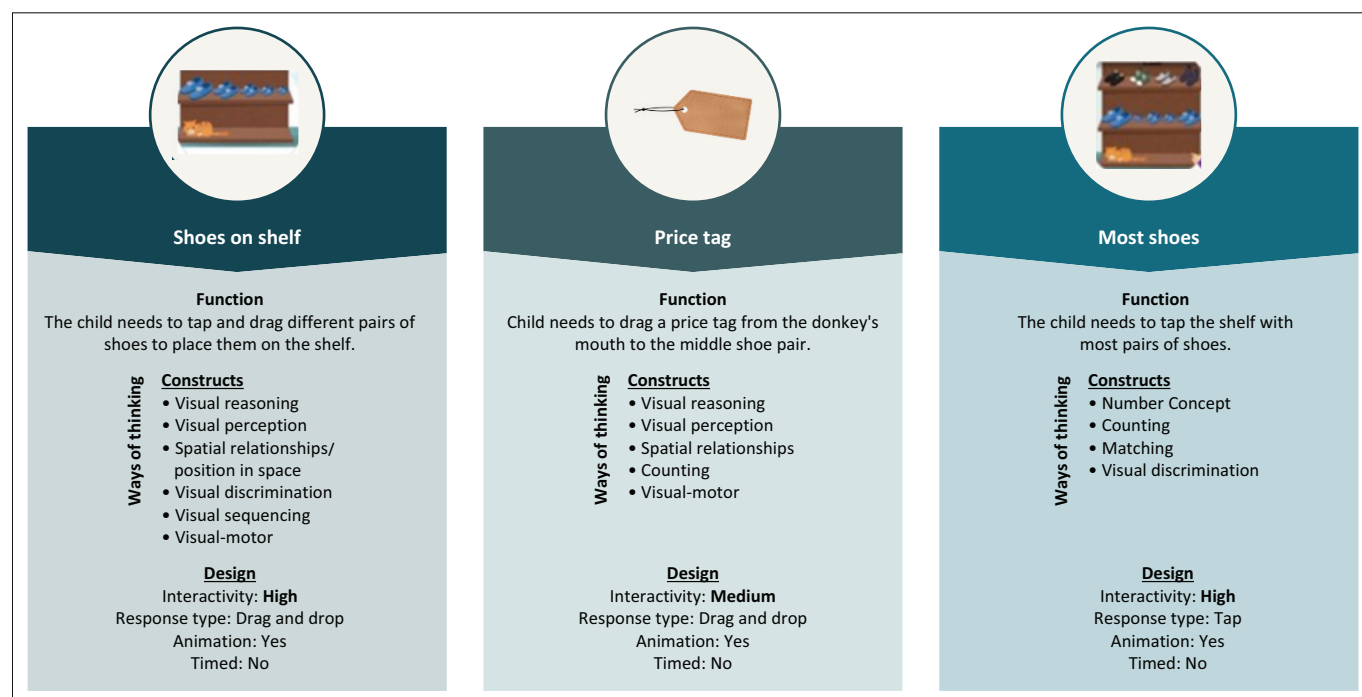 Shoes on shelf
Function
The child needs to tap and drag different pairs of
shoes to place them on the shelf.
Ways of thinking
Constructs
• Visual reasoning
• Visual perception
• Spatial relationships/
position in space
• Visual discrimination
• Visual sequencing
• Visual-motor
Design
Interactivity: High
Response type: Drag and drop
Animation: Yes
Timed: No
Price tag
Function
Child needs to drag a price tag from the donkey's
mouth to the middle shoe pair.
Ways of thinking
Constructs
• Visual reasoning
• Visual perception
• Spatial relationships
• Counting
• Visual-motor
Design
Interactivity: Medium
Response type: Drag and drop
Animation: Yes
Timed: No
Most shoes
Function
The child needs to tap the shelf with
most pairs of shoes.
Ways of thinking
Constructs
• Number Concept
• Counting
• Matching
• Visual discrimination
Design
Interactivity: High
Response type: Tap
Animation: Yes
Timed: No